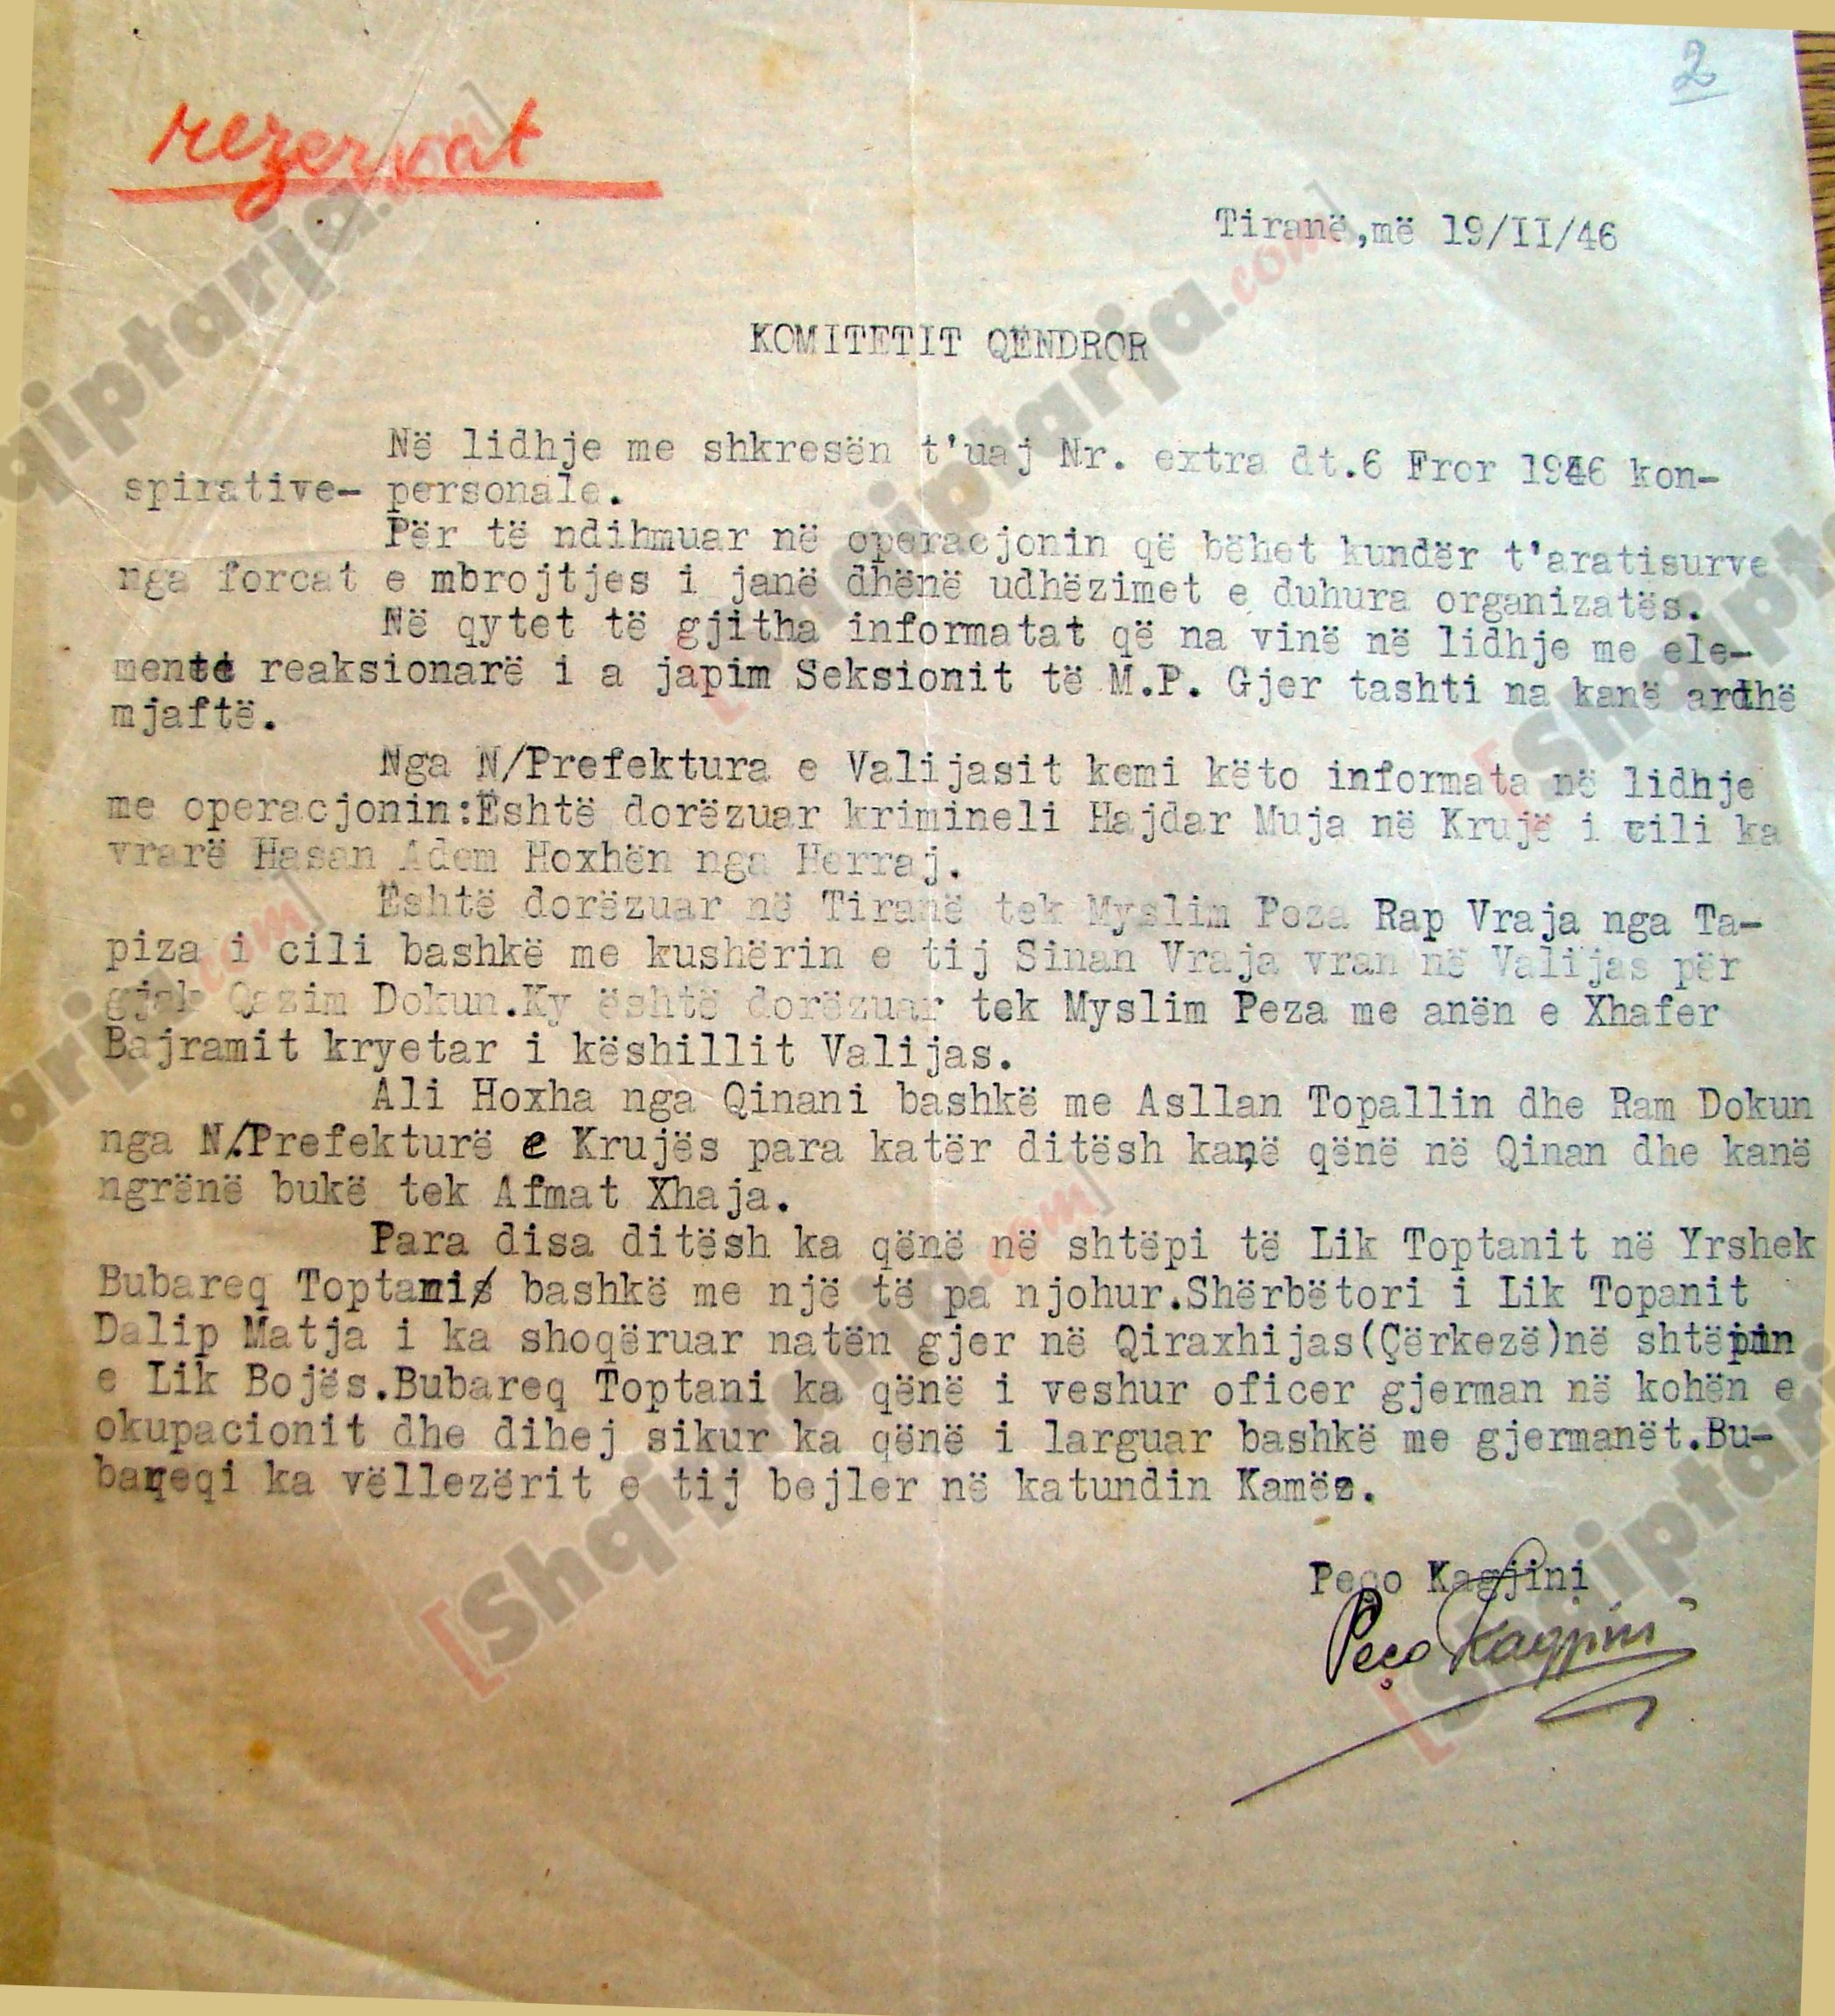 2
rezervat
Tiranë,më 19/II/46
KOMITETIT QËNDROR
Në lidhje me shkresën t'uaj Nr. extra dt.6 Fror 1946 kon-
spirative- personale.
Për të ndihmuar në operacjonin që bëhet kundër t'aratisurve
nga forcat e mbrojtjes i janë dhënë udhëzimet e duhura organizatës.
Në qytet të gjitha informatat që na vinë në lidhje me ele-
mente reaksionarë i a japim Seksionit të M.P. Gjer tashti na kanë ardhë
mjaftë.
Nga N/Prefektura e Valijasit kemi këto informata në lidhje
me operacjonin:Është dorëzuar krimineli Hajdar Muja në Krujë i cili ka
vrarë Hasan Adem Hoxhën nga Herraj.
Është dorëzuar në Tiranë tek Myslim Poza Rap Vraja nga Ta-
piza i cili bashkë me kushërin e tij Sinan Vraja vran në Valijas për
gjak Qazim Dokun.Ky është dorëzuar tek Myslim Peza me anën e Xhafer
Bajramit kryetar i këshillit Valijas.
Ali Hoxha nga Qinani bashkë me Asllan Topallin dhe Ram Dokun
nga N/Prefekturë e Krujës para katër ditësh kanë qënë në Qinan dhe kanë
ngrënë bukë tek Afmat Xhaja.
Para disa ditësh ka qënë në shtëpi të Lik Toptanit në Yrshek
Bubareq Toptani bashkë me një të pa njohur.Shërbëtori i Lik Topanit
Dalip Matja i ka shoqëruar natën gjer në Qiraxhijas(Çërkezë)në shtëpin
e Lik Bojës.Bubareq Toptani ka qënë i veshur oficer gjerman në kohën e
okupacionit dhe dihej sikur ka qënë i larguar bashkë me gjermanët.Bu-
bareqi ka vëllezërit e tij bejler në katundin Kamëz.
Peço Kagjini
Peço Kagjini
[Shqiptarja.com]